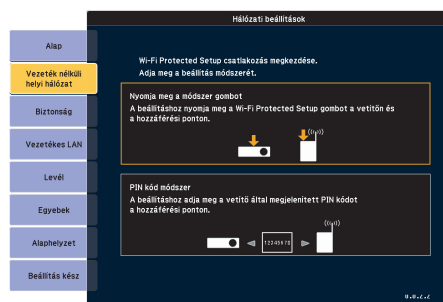 Hálózati beállítások
Alap
Vezeték nélküli
helyi hálózat
Biztonság
Vezetékes LAN
Levél
Egyebek
Alaphelyzet
Beállítás kész
Wi-Fi Protected Setup csatlakozás megkezdése.
Adja meg a beállítás módszerét.
Nyomja meg a módszer gombot
A beállításhoz nyomja meg a Wi-Fi Protected Setup gombot a vetítőn és
a hozzáférési ponton.
PIN kód módszer
A beállításhoz adja meg a vetítő által megjelenített PIN kódot
a hozzáférési ponton.
12345678